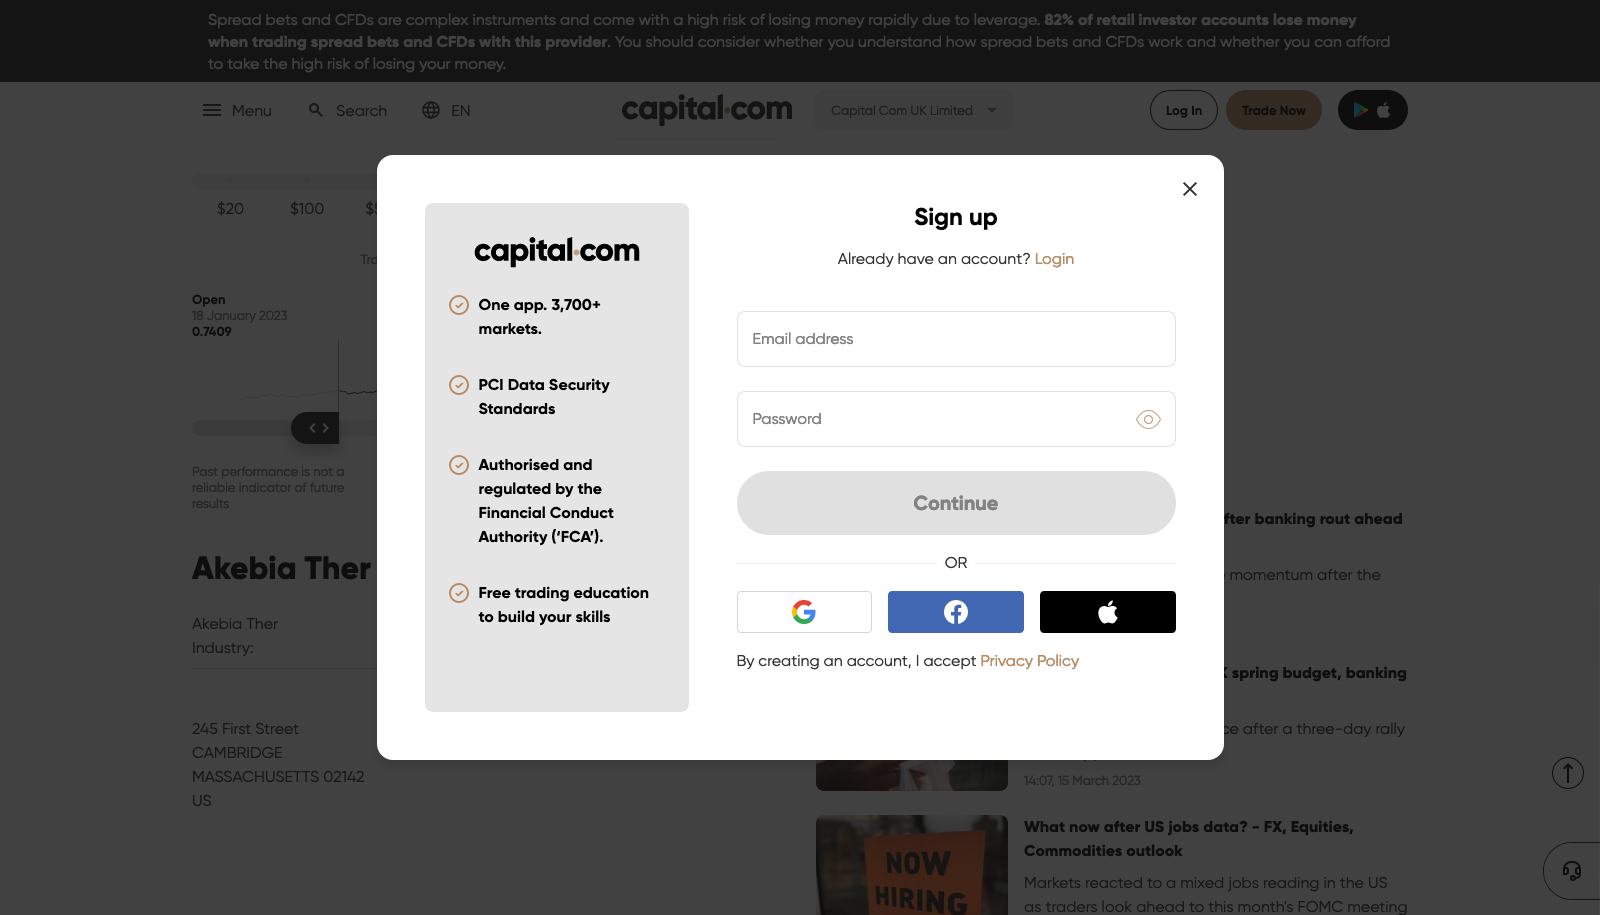 Spread bets and CFDs are complex instruments and come with a high risk of losing money rapidly due to leverage. 82% of retail investor accounts lose money
when trading spread bets and CFDs with this provider. You should consider whether you understand how spread bets and CFDs work and whether you can afford
to take the high risk of losing your money.
Menu
Search
EN
capital.com
Capital Com UK Limited
Log In
Trade Now
$20
$100
Open
18 January 2023
0.7409
Past performance is not a
reliable indicator of future
results
Akebia Ther
Akebia Ther
Industry:
245 First Street
CAMBRIDGE
MASSACHUSETTS 02142
US
capital.com
One app. 3,700+
markets.
PCI Data Security
Standards
Authorised and
regulated by the
Financial Conduct
Authority (‘FCA’).
Free trading education
to build your skills
Sign up
Already have an account? Login
Email address
Password
Continue
OR
By creating an account, I accept Privacy Policy
fter banking rout ahead
momentum after the
K spring budget, banking
ce after a three-day rally
14:07, 15 March 2023
NOW
HIRING
What now after US jobs data? - FX, Equities,
Commodities outlook
Markets reacted to a mixed jobs reading in the US
as traders look ahead to this month's FOMC meeting